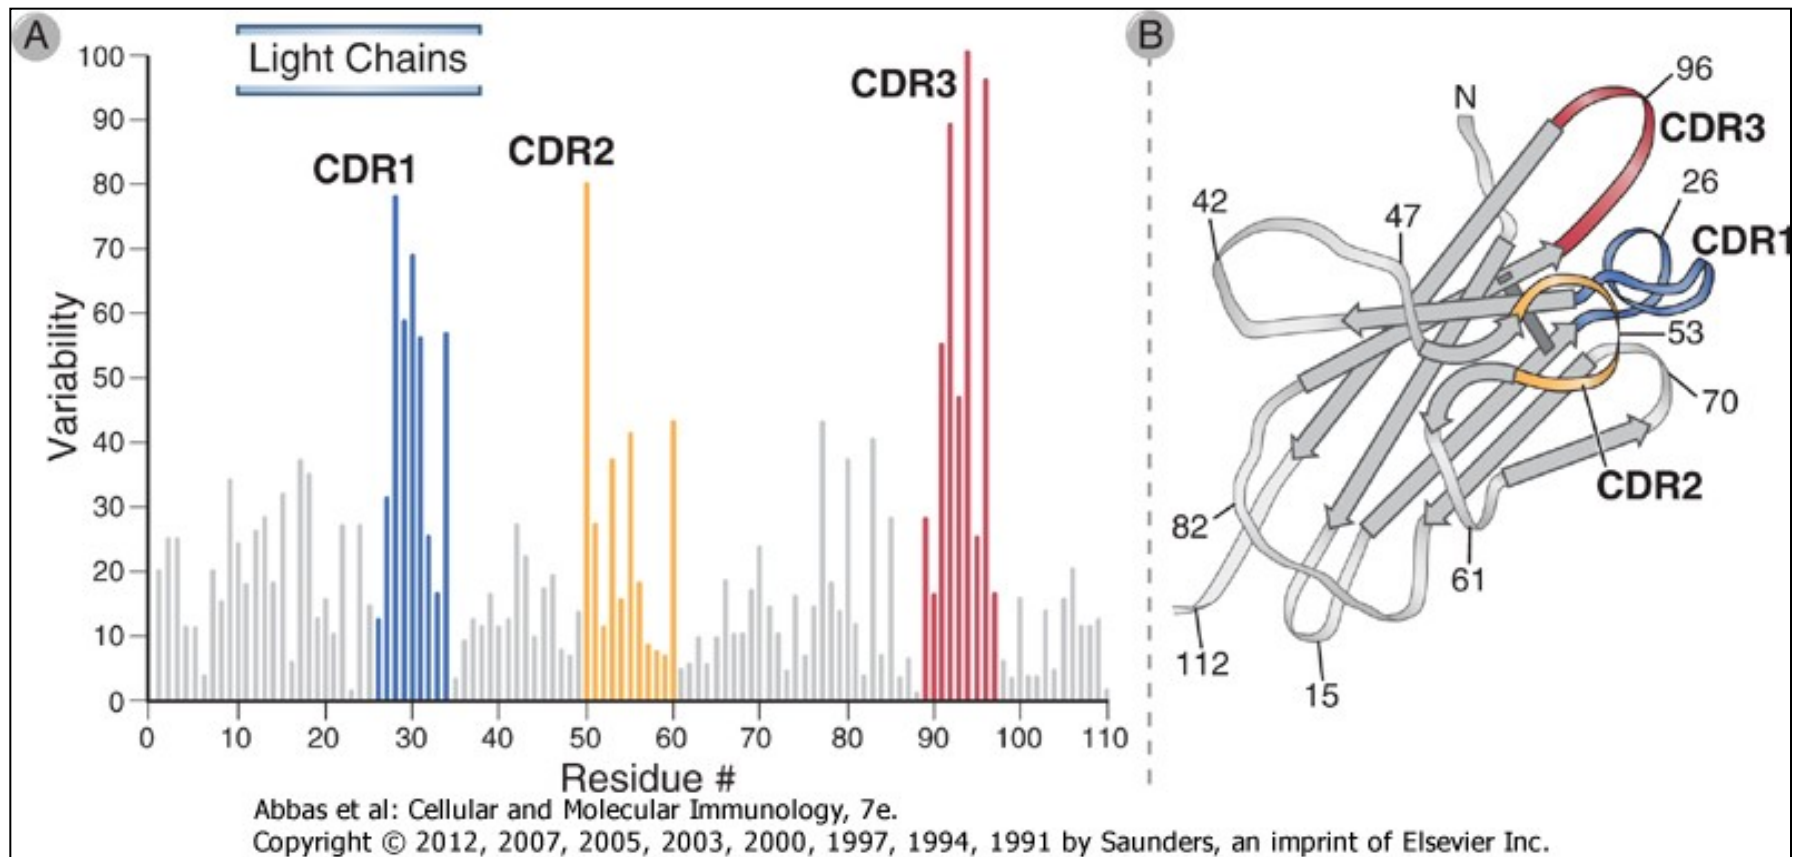 A
Light Chains
100
90
80
70
60
50
40
30
20
10
0
Variability
CDR1
CDR2
CDR3
0 10 20 30 40 50 60 70 80 90 100 110
Residue #
B
N
96
CDR3
26
CDR1
42
47
53
70
CDR2
82
61
112
15
Abbas et al: Cellular and Molecular Immunology, 7e.
Copyright © 2012, 2007, 2005, 2003, 2000, 1997, 1994, 1991 by Saunders, an imprint of Elsevier Inc.